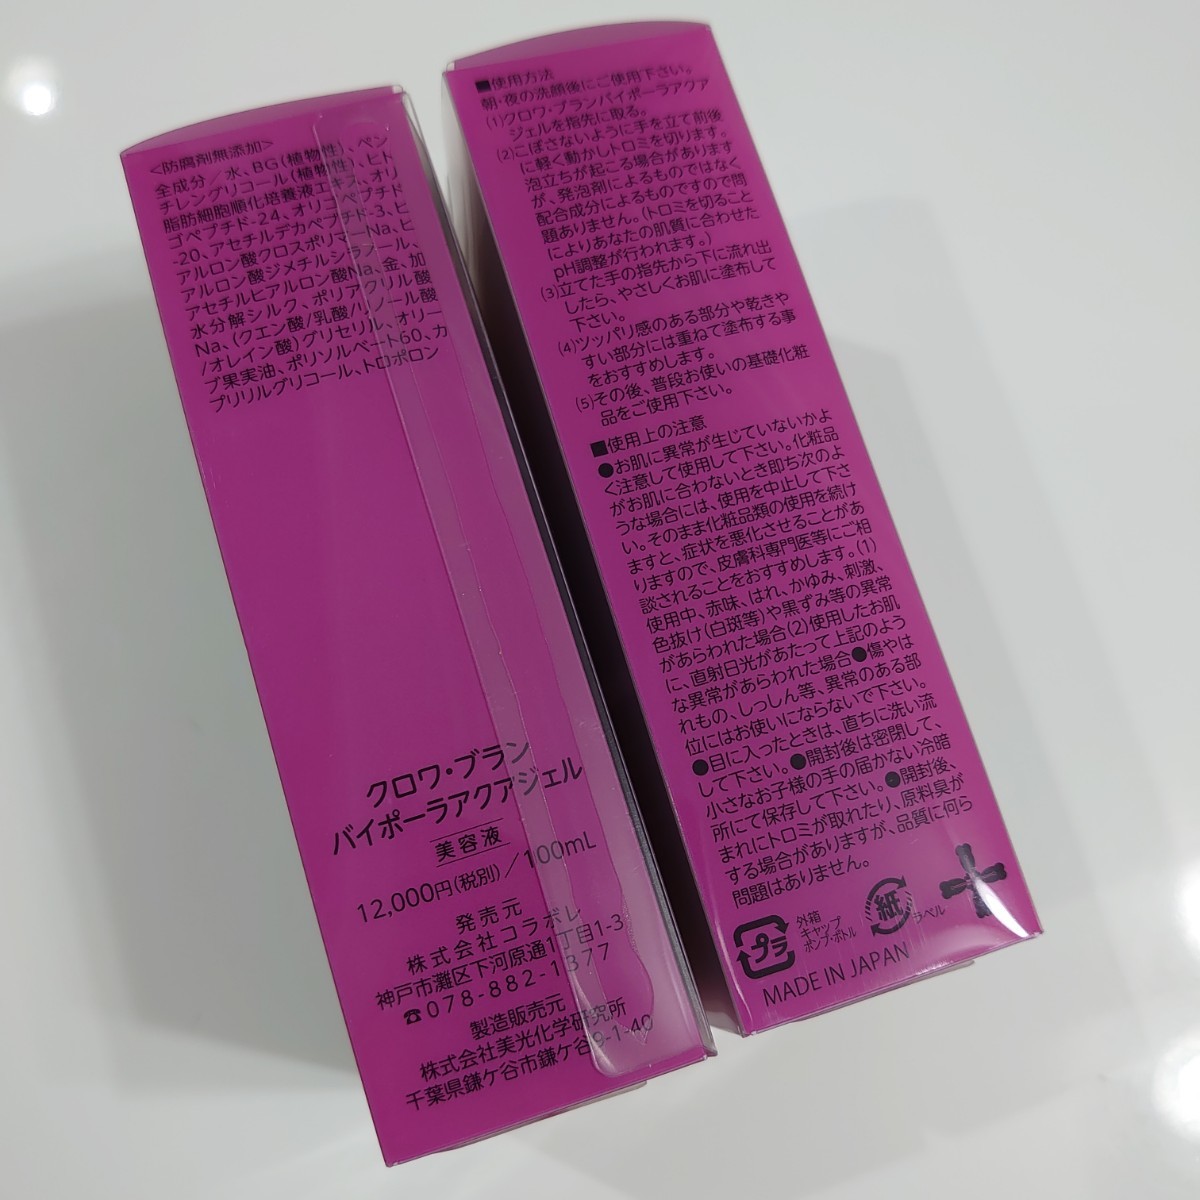 <防腐剤無添加>
全成分／水、BG(植物性)、ペン
チレングリコール(植物性)、ヒト
脂肪細胞順化培養液エキス、オリ
ゴペプチド-24、オリゴペプチド
-20、アセチルデカペプチド-3、ヒ
アルロン酸クロスポリマーNa、ヒ
アルロン酸ジメチルシラノール、
アセチルヒアルロン酸Na、金、加
水分解シルク、ポリアクリル酸
Na、(クエン酸/乳酸/リノール酸
/オレイン酸)グリセリル、オリー
ブ果実油、ポリソルベート60、カ
プリリルグリコール、トロポロン
クロワ・ブラン
バイポーラアクアジェル
美容液
12,000円(税別)／100mL
発売元
株式会社コラボレ
神戸市灘区下河原通1丁目1-3
☎078-882-1377
製造販売元
株式会社美光化学研究所
千葉県鎌ケ谷市鎌ケ谷9-1-40
■使用方法
朝・夜の洗顔後にご使用下さい。
(1)クロワ・ブランバイポーラアクア
ジェルを指先に取る。
(2)こぼさないように手を立て前後
に軽く動かしトロミを切ります。
泡立ちが起こる場合があります
が、発泡剤によるものではなく
配合成分によるものですので問
題ありません。(トロミを切ること
によりあなたの肌質に合わせた
pH調整が行われます。)
(3)立てた手の指先から下に流れ出
したら、やさしくお肌に塗布して
下さい。
(4)ツッパリ感のある部分や乾きや
すい部分には重ねて塗布する事
をおすすめします。
(5)その後、普段お使いの基礎化粧
品をご使用下さい。
■使用上の注意
●お肌に異常が生じていないかよ
く注意して使用して下さい。化粧品
がお肌に合わないとき即ち次のよ
うな場合には、使用を中止して下さ
い。そのまま化粧品類の使用を続け
ますと、症状を悪化させることがあ
りますので、皮膚科専門医等にご相
談されることをおすすめします。(1)
使用中、赤味、はれ、かゆみ、刺激、
色抜け(白斑等)や黒ずみ等の異常
があらわれた場合(2)使用したお肌
に、直射日光があたって上記のよう
な異常があらわれた場合●傷やは
れもの、しっしん等、異常のある部
位にはお使いにならないで下さい。
●目に入ったときは、直ちに洗い流
して下さい。●開封後は密閉して、
小さなお子様の手の届かない冷暗
所にて保存して下さい。●開封後、
まれにトロミが取れたり、原料臭が
する場合がありますが、品質に何ら
問題はありません。
プラ
外箱
キャップ
ポンプ・ボトル
紙
ラベル
MADE IN JAPAN